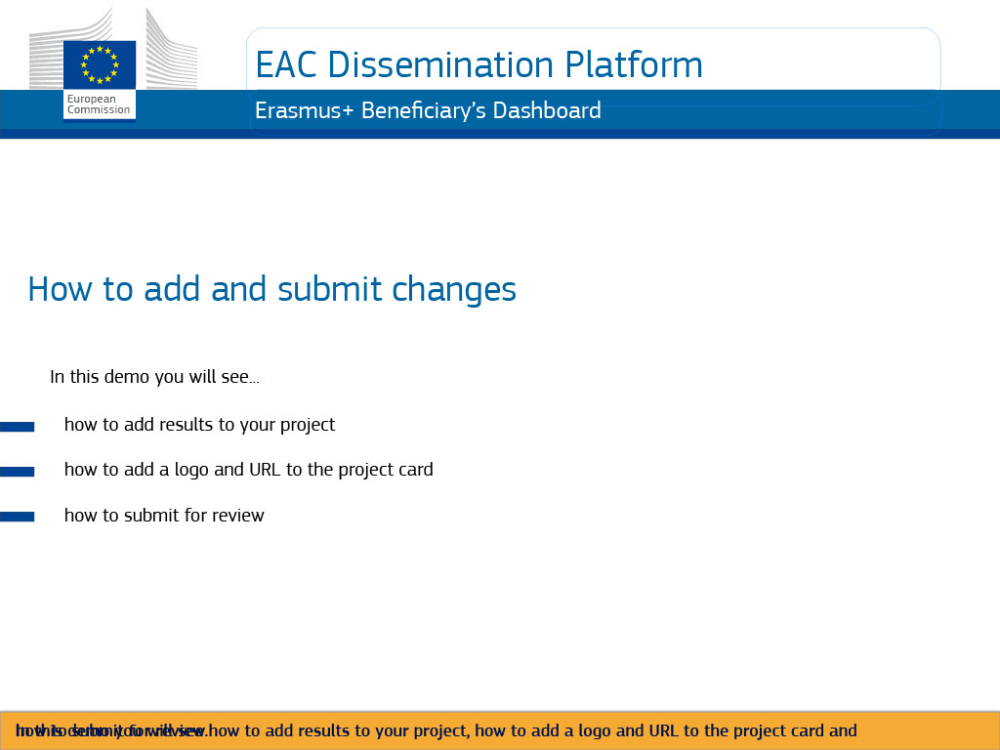 EAC Dissemination Platform
European
Commission
Erasmus+ Beneficiary's Dashboard
How to add and submit changes
In this demo you will see...
how to add results to your project
how to add a logo and URL to the project card
how to submit for review
In this demo you will see how to add results to your project, how to add a logo and URL to the project card and
how to submit for review.